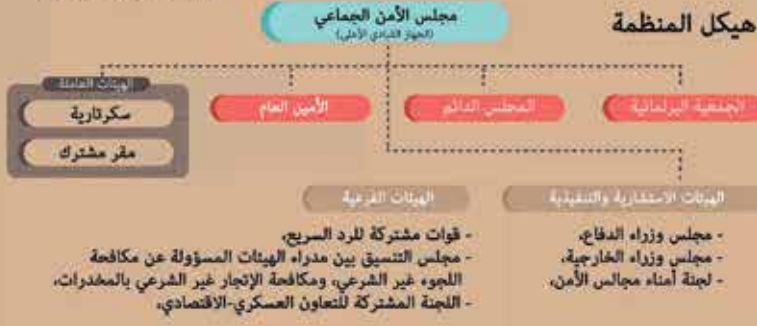 هيكل المنظمة
مجلس الأمن الجماعي
(الجهاز القيادي الأعلى)
الجمعية البرلمانية
المجلس الدائم
الأمين العام
الهيئات العاملة
سكرتارية
مقر مشترك
الهيئات الاستشارية والتنفيذية
- مجلس وزراء الدفاع،
- مجلس وزراء الخارجية،
- لجنة أمناء مجالس الأمن،
الهيئات الفرعية
- قوات مشتركة للرد السريع،
- مجلس التنسيق بين مدراء الهيئات المسؤولة عن مكافحة
اللجوء غير الشرعي، ومكافحة الإتجار غير الشرعي بالمخدرات،
- اللجنة المشتركة للتعاون العسكري-الاقتصادي،